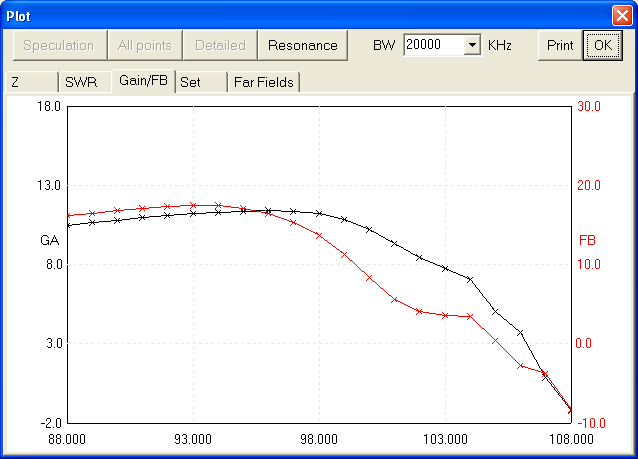 Plot
Speculation All points Detailed Resonance BW 20000 KHz Print OK
Z SWR Gain/FB Set Far Fields
18.0 30.0
13.0 20.0
GA FB
8.0 10.0
3.0 0.0
-2.0 -10.0
88.000 93.000 98.000 103.000 108.000